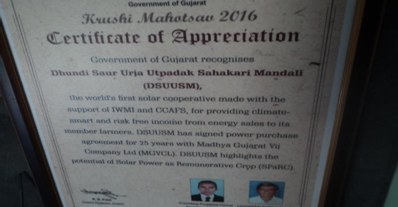 Government of Gujarat
Krushi Mahotsav 2016
Certificate of Appreciation
Government of Gujarat recognises
Dhundi Saur Urja Utpadak Sahakari Mandali
(DSUUSM),
the world's first solar cooperative made with the
support of IWMI and CCAFS, for providing climate-
smart and risk free income from energy sales to its
member farmers. DSUUSM has signed power purchase
agreement for 25 years with Madhya Gujarat Vij
Company Ltd (MGVCL). DSUUSM highlights the
potential of Solar Power as Remunerative Crop (SPaRC).